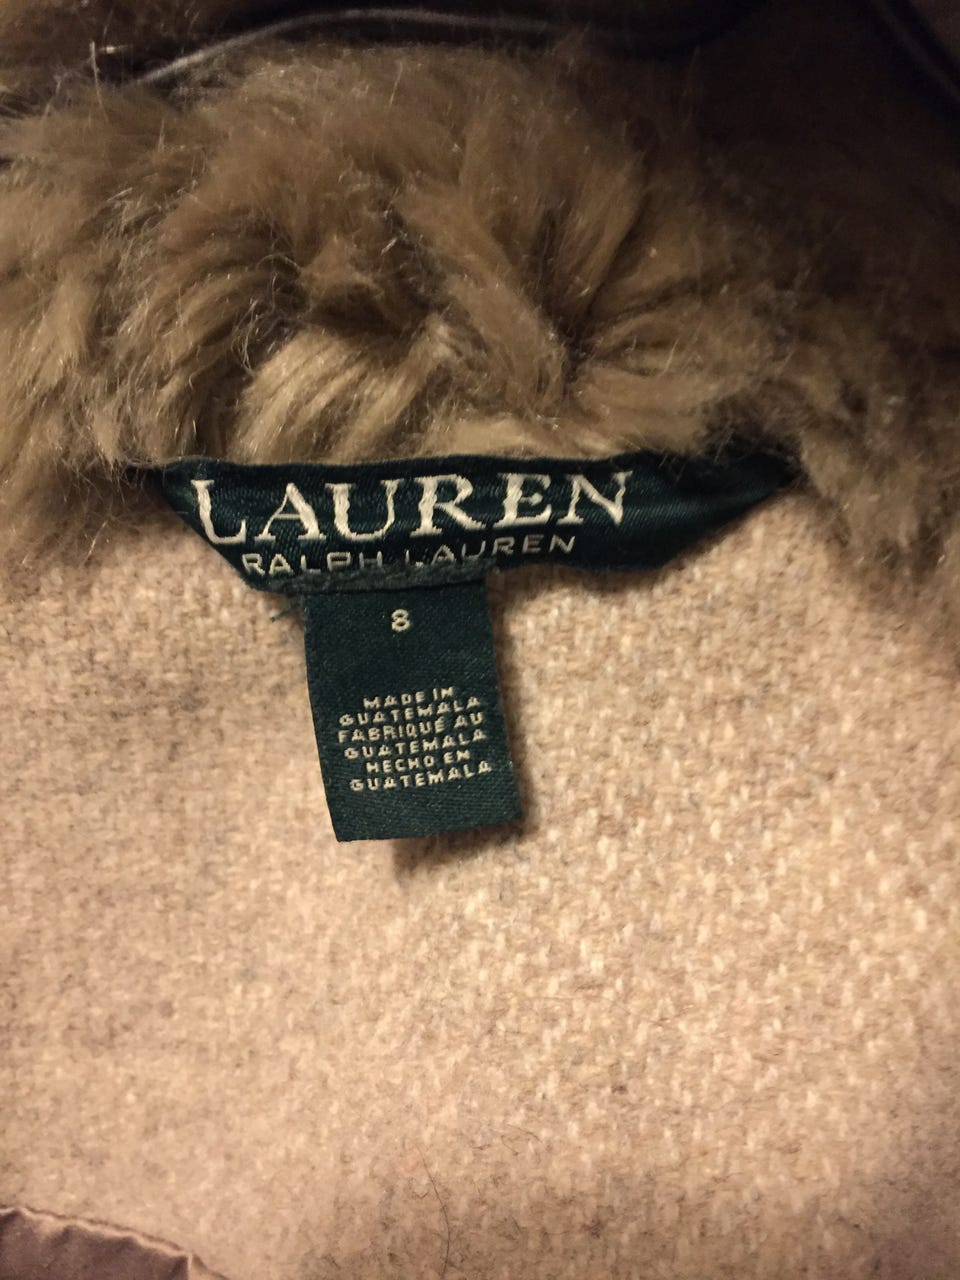 LAUREN
RALPH LAUREN
8
MADE IN
GUATEMALA
FABRIQUÉ AU
GUATEMALA
HECHO EN
GUATEMALA